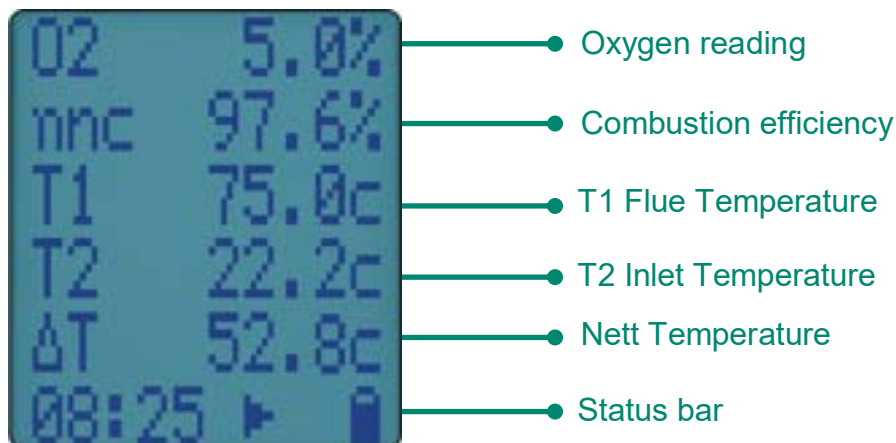 O2 5.0% Oxygen reading
nnc 97.6% Combustion efficiency
T1 75.0c T1 Flue Temperature
T2 22.2c T2 Inlet Temperature
ΔT 52.8c Nett Temperature
08:25 Status bar